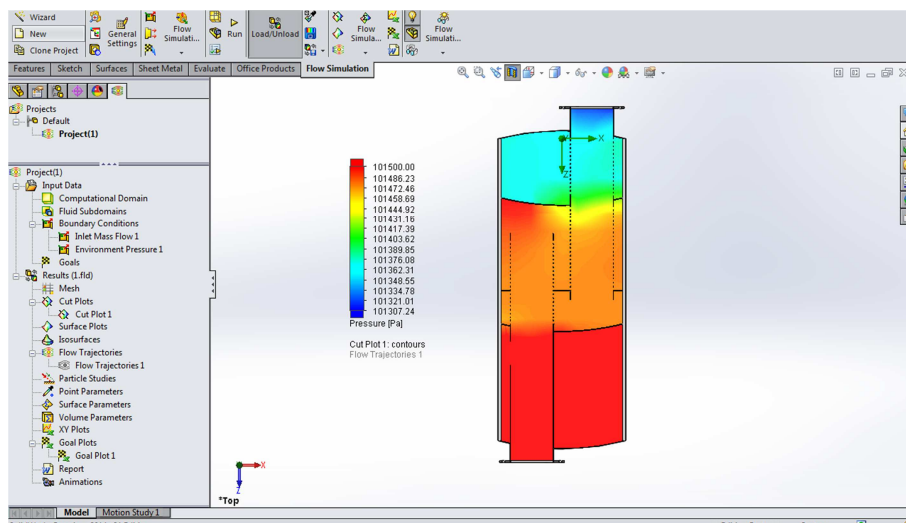 Wizard
New
Clone Project
General Settings
Flow Simulati...
Run
Load/Unload
Flow Simula...
Flow Simulati...
Features Sketch Surfaces Sheet Metal Evaluate Office Products Flow Simulation
Projects
Default
Project(1)
Project(1)
Input Data
Computational Domain
Fluid Subdomains
Boundary Conditions
Inlet Mass Flow 1
Environment Pressure 1
Goals
Results (1.fld)
Mesh
Cut Plots
Cut Plot 1
Surface Plots
Isosurfaces
Flow Trajectories
Flow Trajectories 1
Particle Studies
Point Parameters
Surface Parameters
Volume Parameters
XY Plots
Goal Plots
Goal Plot 1
Report
Animations
101500.00
101486.23
101472.46
101458.69
101444.92
101431.16
101417.39
101403.62
101389.85
101376.08
101362.31
101348.55
101334.78
101321.01
101307.24
Pressure [Pa]
Cut Plot 1: contours
Flow Trajectories 1
X
Z
X
Z
*Top
Model Motion Study 1